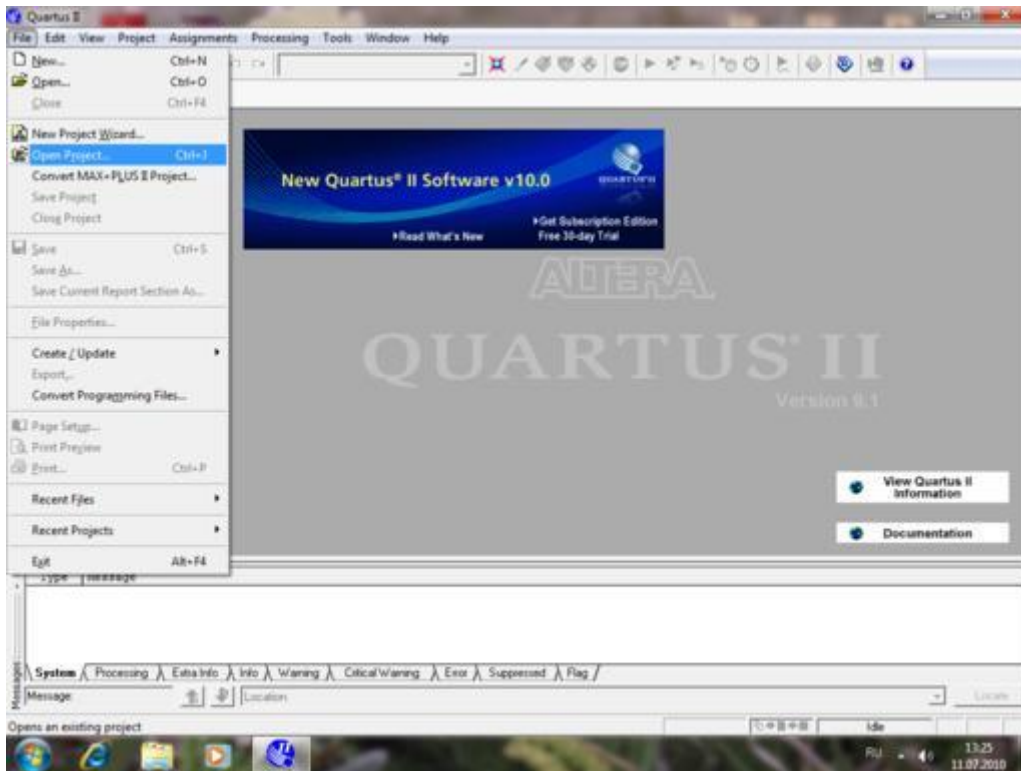 Quartus II
File Edit View Project Assignments Processing Tools Window Help
New... Ctrl+N
Open... Ctrl+O
Close Ctrl+F4
New Project Wizard...
Open Project... Ctrl+J
Convert MAX+PLUS II Project...
Save Project
Close Project
Save Ctrl+S
Save As...
Save Current Report Section As...
File Properties...
Create / Update
Export...
Convert Programming Files...
Page Setup...
Print Preview
Print... Ctrl+P
Recent Files
Recent Projects
Exit Alt+F4
New Quartus® II Software v10.0
QUARTUS II
Get Subscription Edition
Read What's New Free 30-day Trial
ALTERA
QUARTUS II
Version 9.1
View Quartus II
Information
Documentation
Type Message
Messages
System Processing Extra Info Info Warning Critical Warning Error Suppressed Flag
Message: Location: Locate
Opens an existing project Idle
RU 13:25
11.07.2010